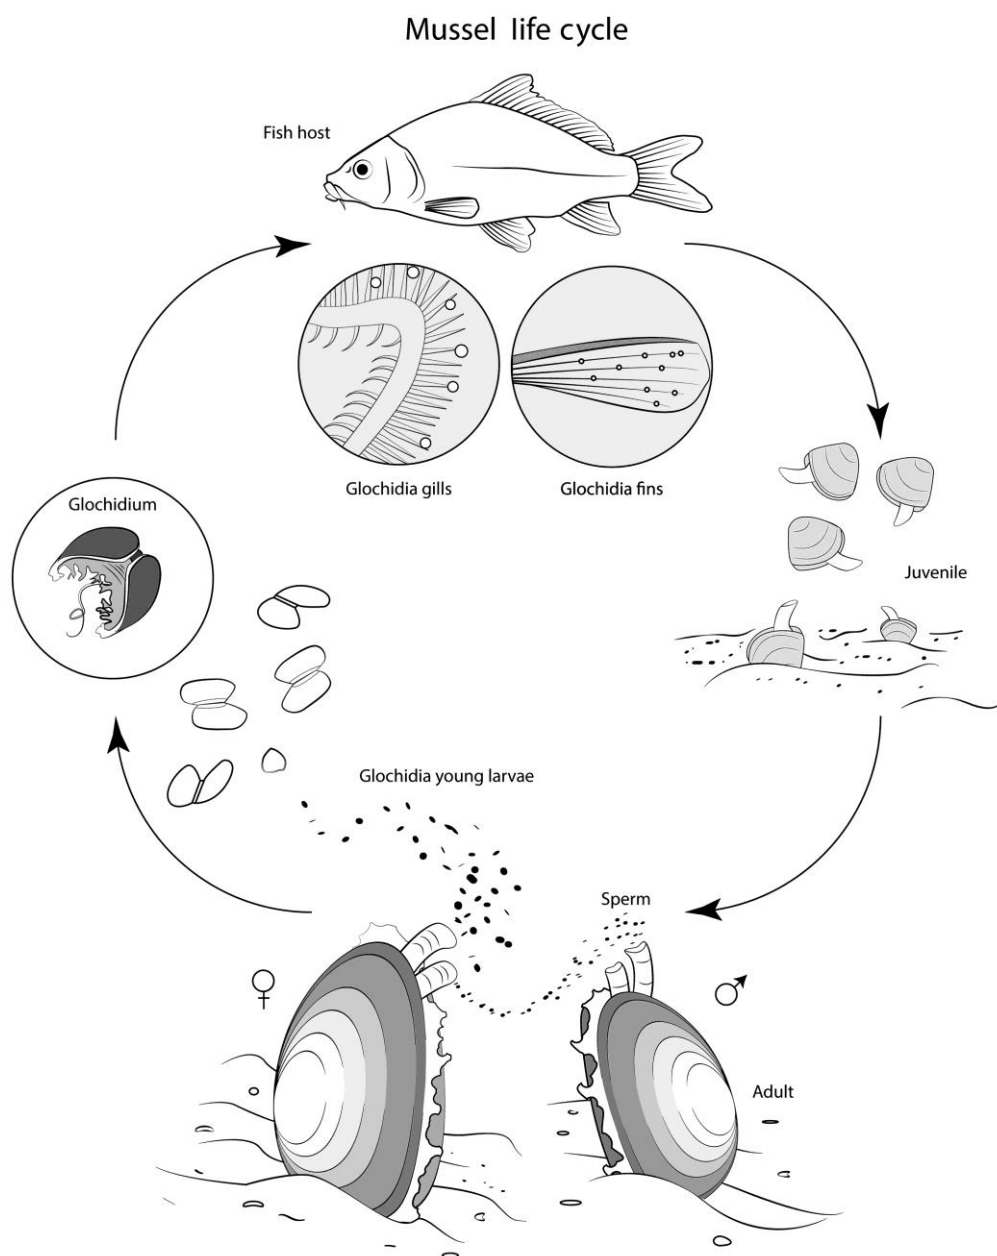 Mussel life cycle
Fish host
Glochidia gills
Glochidia fins
Glochidium
Juvenile
Glochidia young larvae
Sperm
♀
♂
Adult